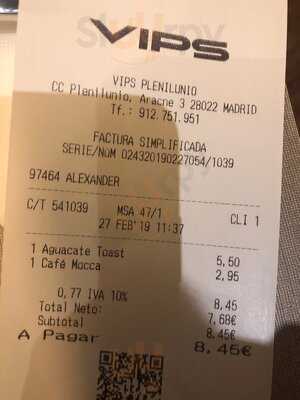 VIPS
VIPS PLENILUNIO
CC Plenilunio, Aracne 3 28022 MADRID
Tf.: 912.751.951
FACTURA SIMPLIFICADA
SERIE/NUM 024320190227054/1039
97464 ALEXANDER
C/T 541039 MSA 47/1 CLI 1
27 FEB'19 11:37
1 Aguacate Toast 5,50
1 Café Mocca 2,95
0,77 IVA 10% 8,45
Total Neto: 7,68€
Subtotal 8,45€
A Pagar 8,45€